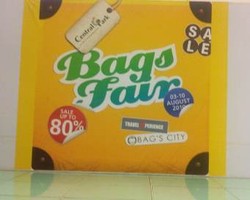 Central Park
SALE
Bags
Fair
03-10
AUGUST
SALE
UP TO
80%
BAG'S CITY